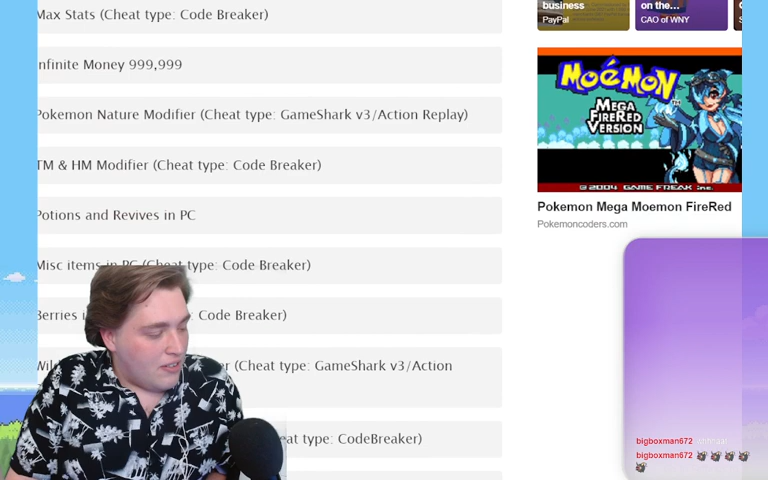 Max Stats (Cheat type: Code Breaker)
nfinite Money 999,999
Pokemon Nature Modifier (Cheat type: GameShark v3/Action Replay)
TM & HM Modifier (Cheat type: Code Breaker)
Potions and Revives in PC
Misc items in PC (Cheat type: Code Breaker)
Berries
Code Breaker)
Wil
(Cheat type: GameShark v3/Action
eat type: CodeBreaker)
business
PayPal
on the...
CAO of WNY
Moémon
MEGA
FIRERED
VERSION
© 2004 GAME FREAK inc.
Pokemon Mega Moemon FireRed
Pokemoncoders.com
bigboxman672
bigboxman672